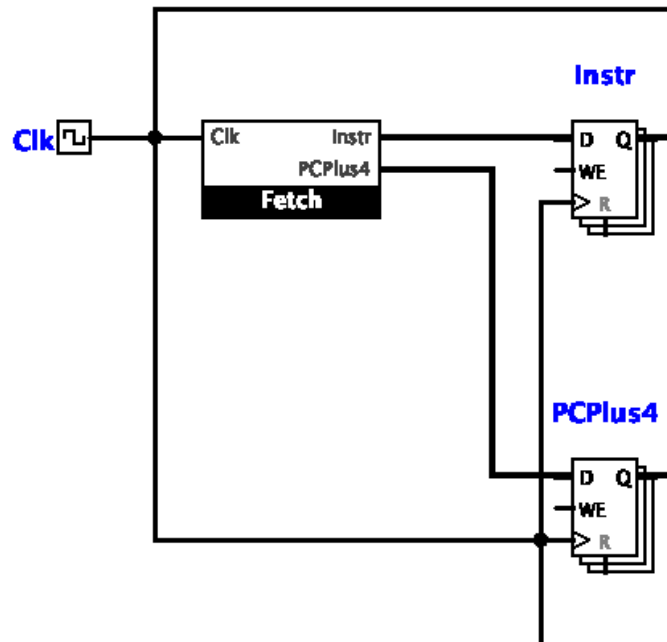 Instr
Clk
Clk Instr
PCPlus4
Fetch
D Q
WE
R
PCPlus4
D Q
WE
R